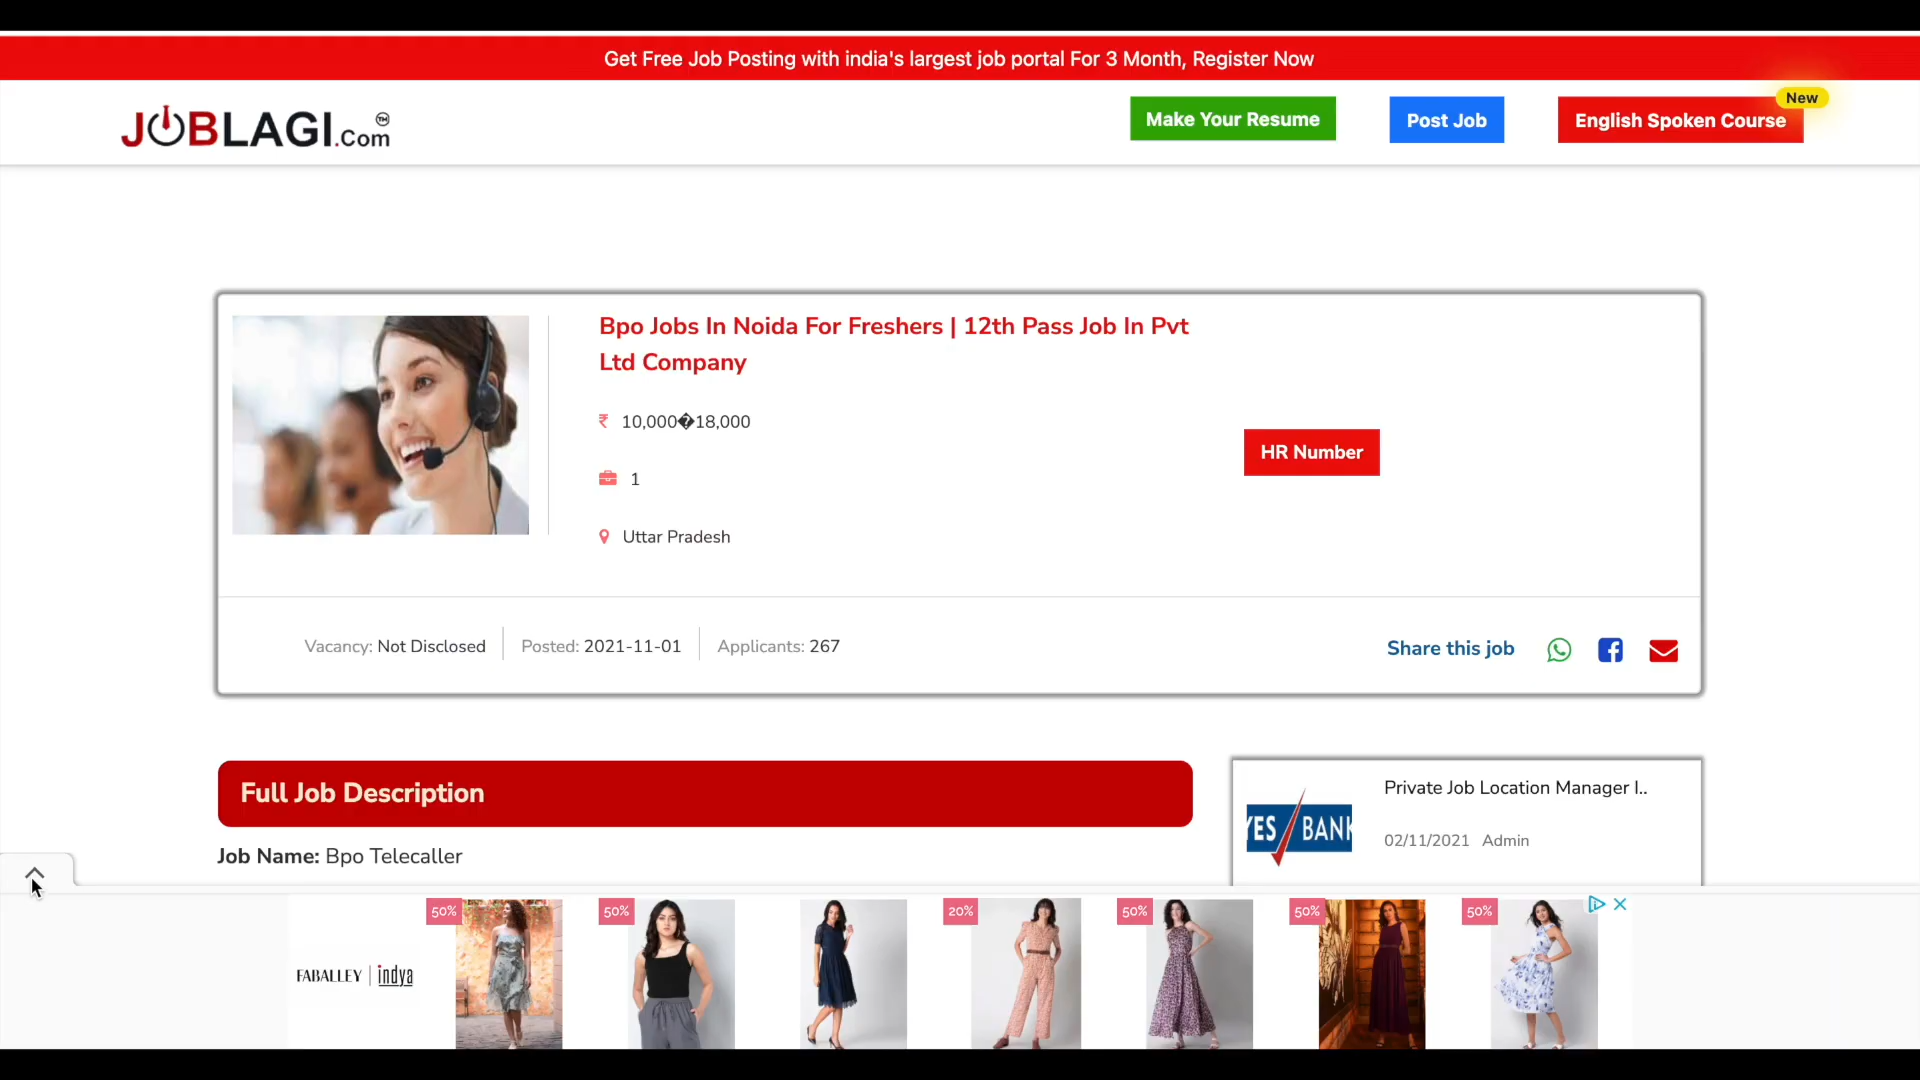 Get Free Job Posting with india's largest job portal For 3 Month, Register Now
JOBLAGI.Com TM
Make Your Resume
Post Job
English Spoken Course
New
Bpo Jobs In Noida For Freshers | 12th Pass Job In Pvt
Ltd Company
₹ 10,000�18,000
1
Uttar Pradesh
HR Number
Vacancy: Not Disclosed
Posted: 2021-11-01
Applicants: 267
Share this job
Full Job Description
Job Name: Bpo Telecaller
YES BANK
Private Job Location Manager I..
02/11/2021 Admin
FABALLEY | indya
50%
50%
20%
50%
50%
50%